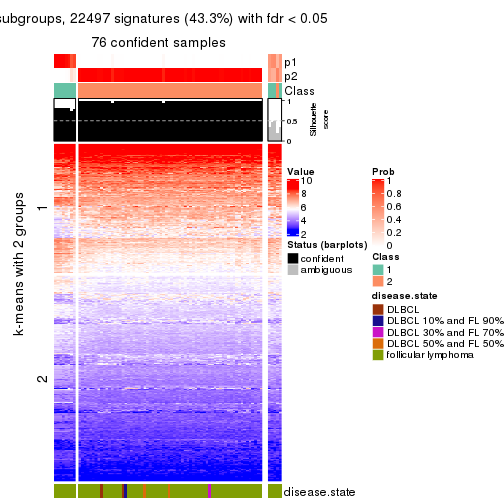 subgroups, 22497 signatures (43.3%) with fdr < 0.05
76 confident samples
p1
p2
Class
1
0.5
0
Silhouette
score
k-means with 2 groups
1
2
Value
10
8
6
4
2
Prob
1
0.8
0.6
0.4
0.2
0
Status (barplots)
confident
ambiguous
Class
1
2
disease.state
DLBCL
DLBCL 10% and FL 90%
DLBCL 30% and FL 70%
DLBCL 50% and FL 50%
follicular lymphoma
disease.state